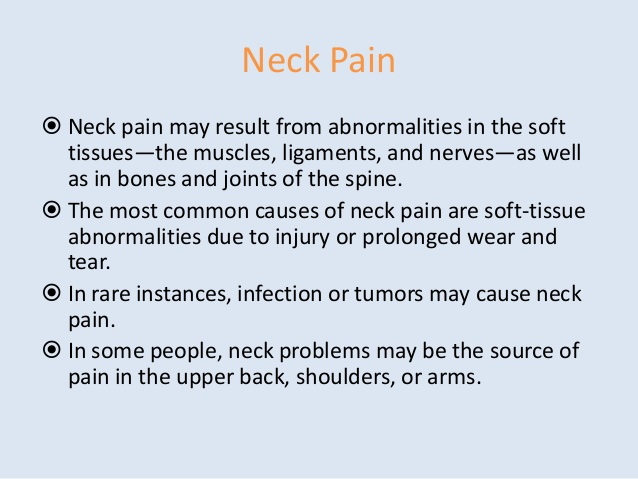 Neck Pain
◉ Neck pain may result from abnormalities in the soft
tissues—the muscles, ligaments, and nerves—as well
as in bones and joints of the spine.
◉ The most common causes of neck pain are soft-tissue
abnormalities due to injury or prolonged wear and
tear.
◉ In rare instances, infection or tumors may cause neck
pain.
◉ In some people, neck problems may be the source of
pain in the upper back, shoulders, or arms.